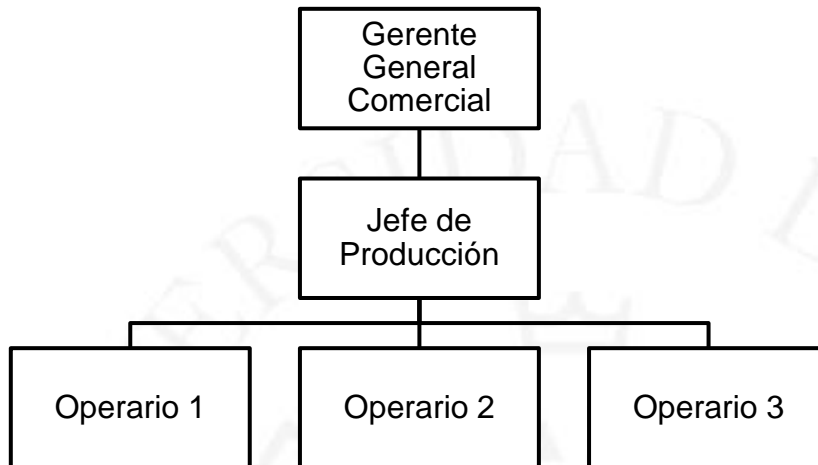 Gerente
General
Comercial
Jefe de
Producción
Operario 1
Operario 2
Operario 3